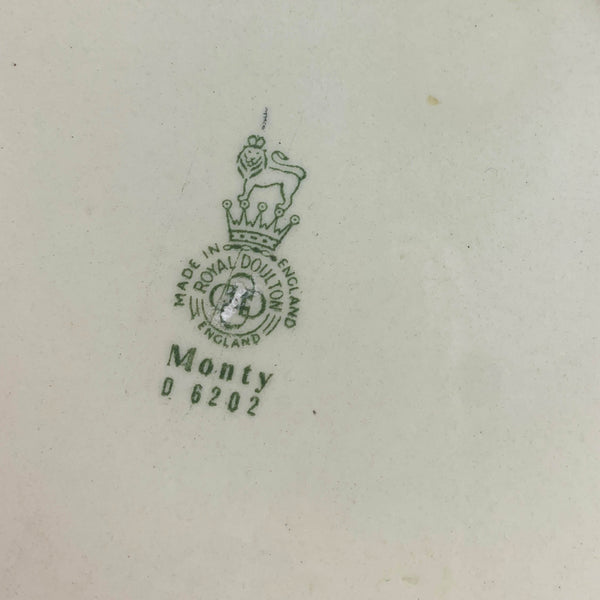 MADE IN ENGLAND
ROYAL DOULTON
ENGLAND
Monty
D 6202